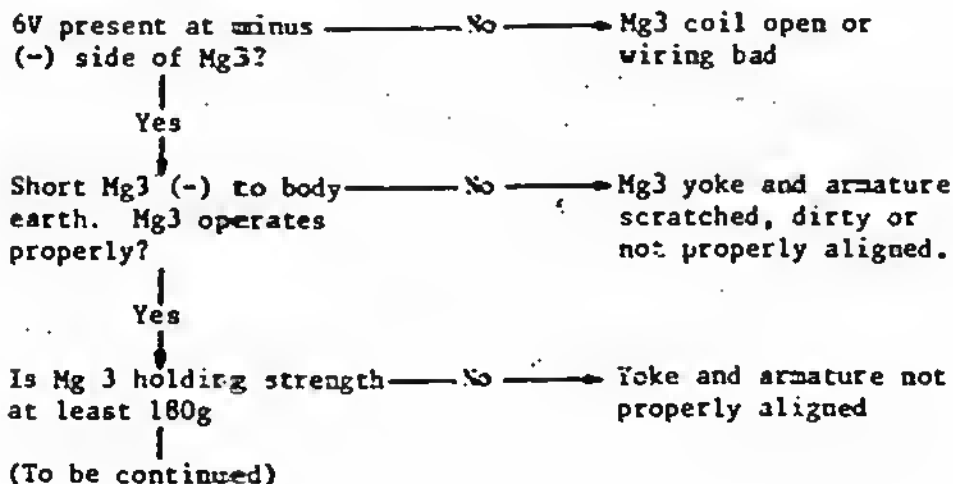 6V present at minus No Mg3 coil open or
(-) side of Mg3? wiring bad
Yes
Short Mg3 (-) to body No Mg3 yoke and armature
earth. Mg3 operates scratched, dirty or
properly? not properly aligned.
Yes
Is Mg 3 holding strength No Yoke and armature not
at least 180g properly aligned
(To be continued)